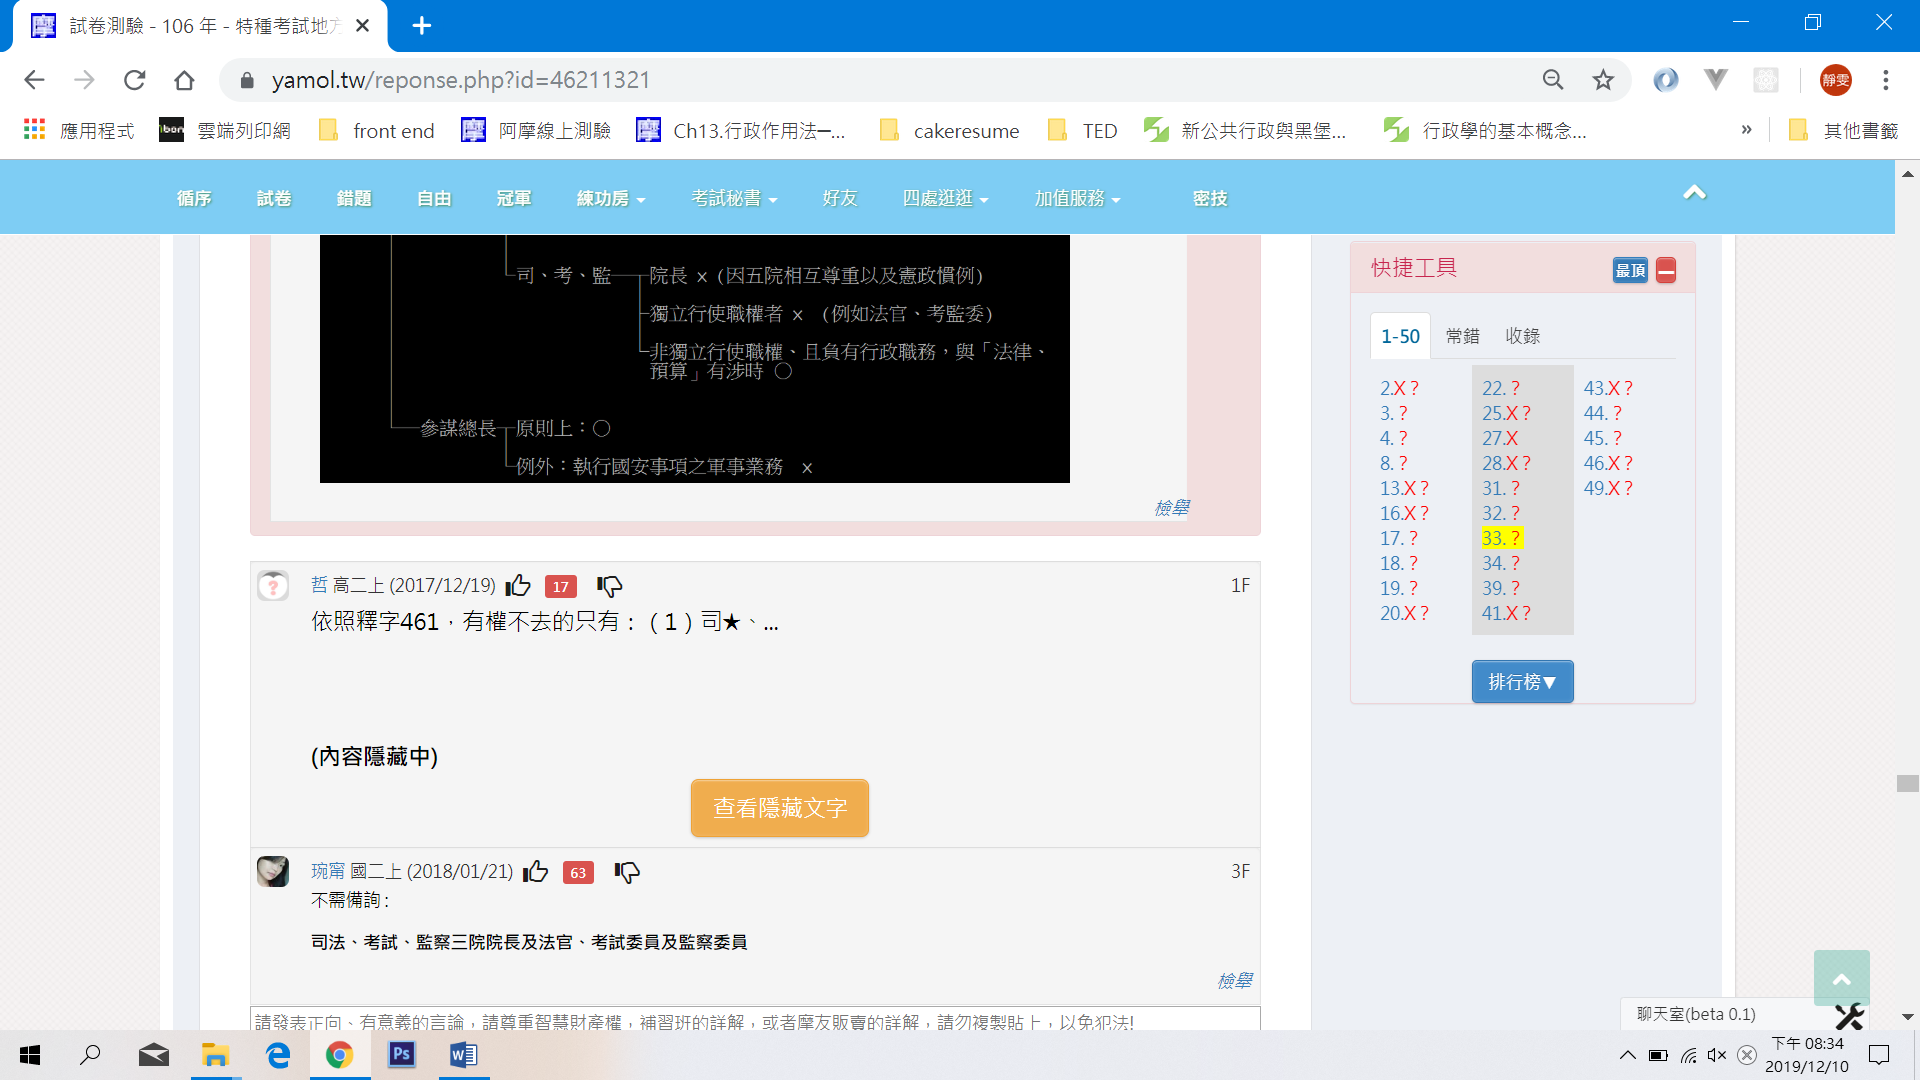 試卷測驗 - 106 年 - 特種考試地方
yamol.tw/reponse.php?id=46211321
靜雯
應用程式
ibon
雲端列印網
front end
摩
阿摩線上測驗
摩
Ch13.行政作用法─...
cakeresume
TED
新公共行政與黑堡...
行政學的基本概念...
»
其他書籤
循序
試卷
錯題
自由
冠軍
練功房
考試秘書
好友
四處逛逛
加值服務
密技
司、考、監
院長 × (因五院相互尊重以及憲政慣例)
獨立行使職權者 × (例如法官、考監委)
非獨立行使職權、且負有行政職務，與「法律、
預算」有涉時 ○
參謀總長
原則上：○
例外：執行國安事項之軍事業務 ×
檢舉
哲 高二上 (2017/12/19) 17
1F
依照釋字461，有權不去的只有：（1）司★、...
(內容隱藏中)
查看隱藏文字
琬甯 國二上 (2018/01/21) 63
3F
不需備詢 :
司法、考試、監察三院院長及法官、考試委員及監察委員
檢舉
請發表正向、有意義的言論，請尊重智慧財產權，補習班的詳解，或者摩友販賣的詳解，請勿複製貼上，以免犯法!
快捷工具
最頂
1-50
常錯
收錄
2.X ?
3. ?
4. ?
8. ?
13.X ?
16.X ?
17. ?
18. ?
19. ?
20.X ?
22. ?
25.X ?
27.X
28.X ?
31. ?
32. ?
33. ?
34. ?
39. ?
41.X ?
43.X ?
44. ?
45. ?
46.X ?
49.X ?
排行榜▼
聊天室(beta 0.1)
Ps
下午 08:34
2019/12/10